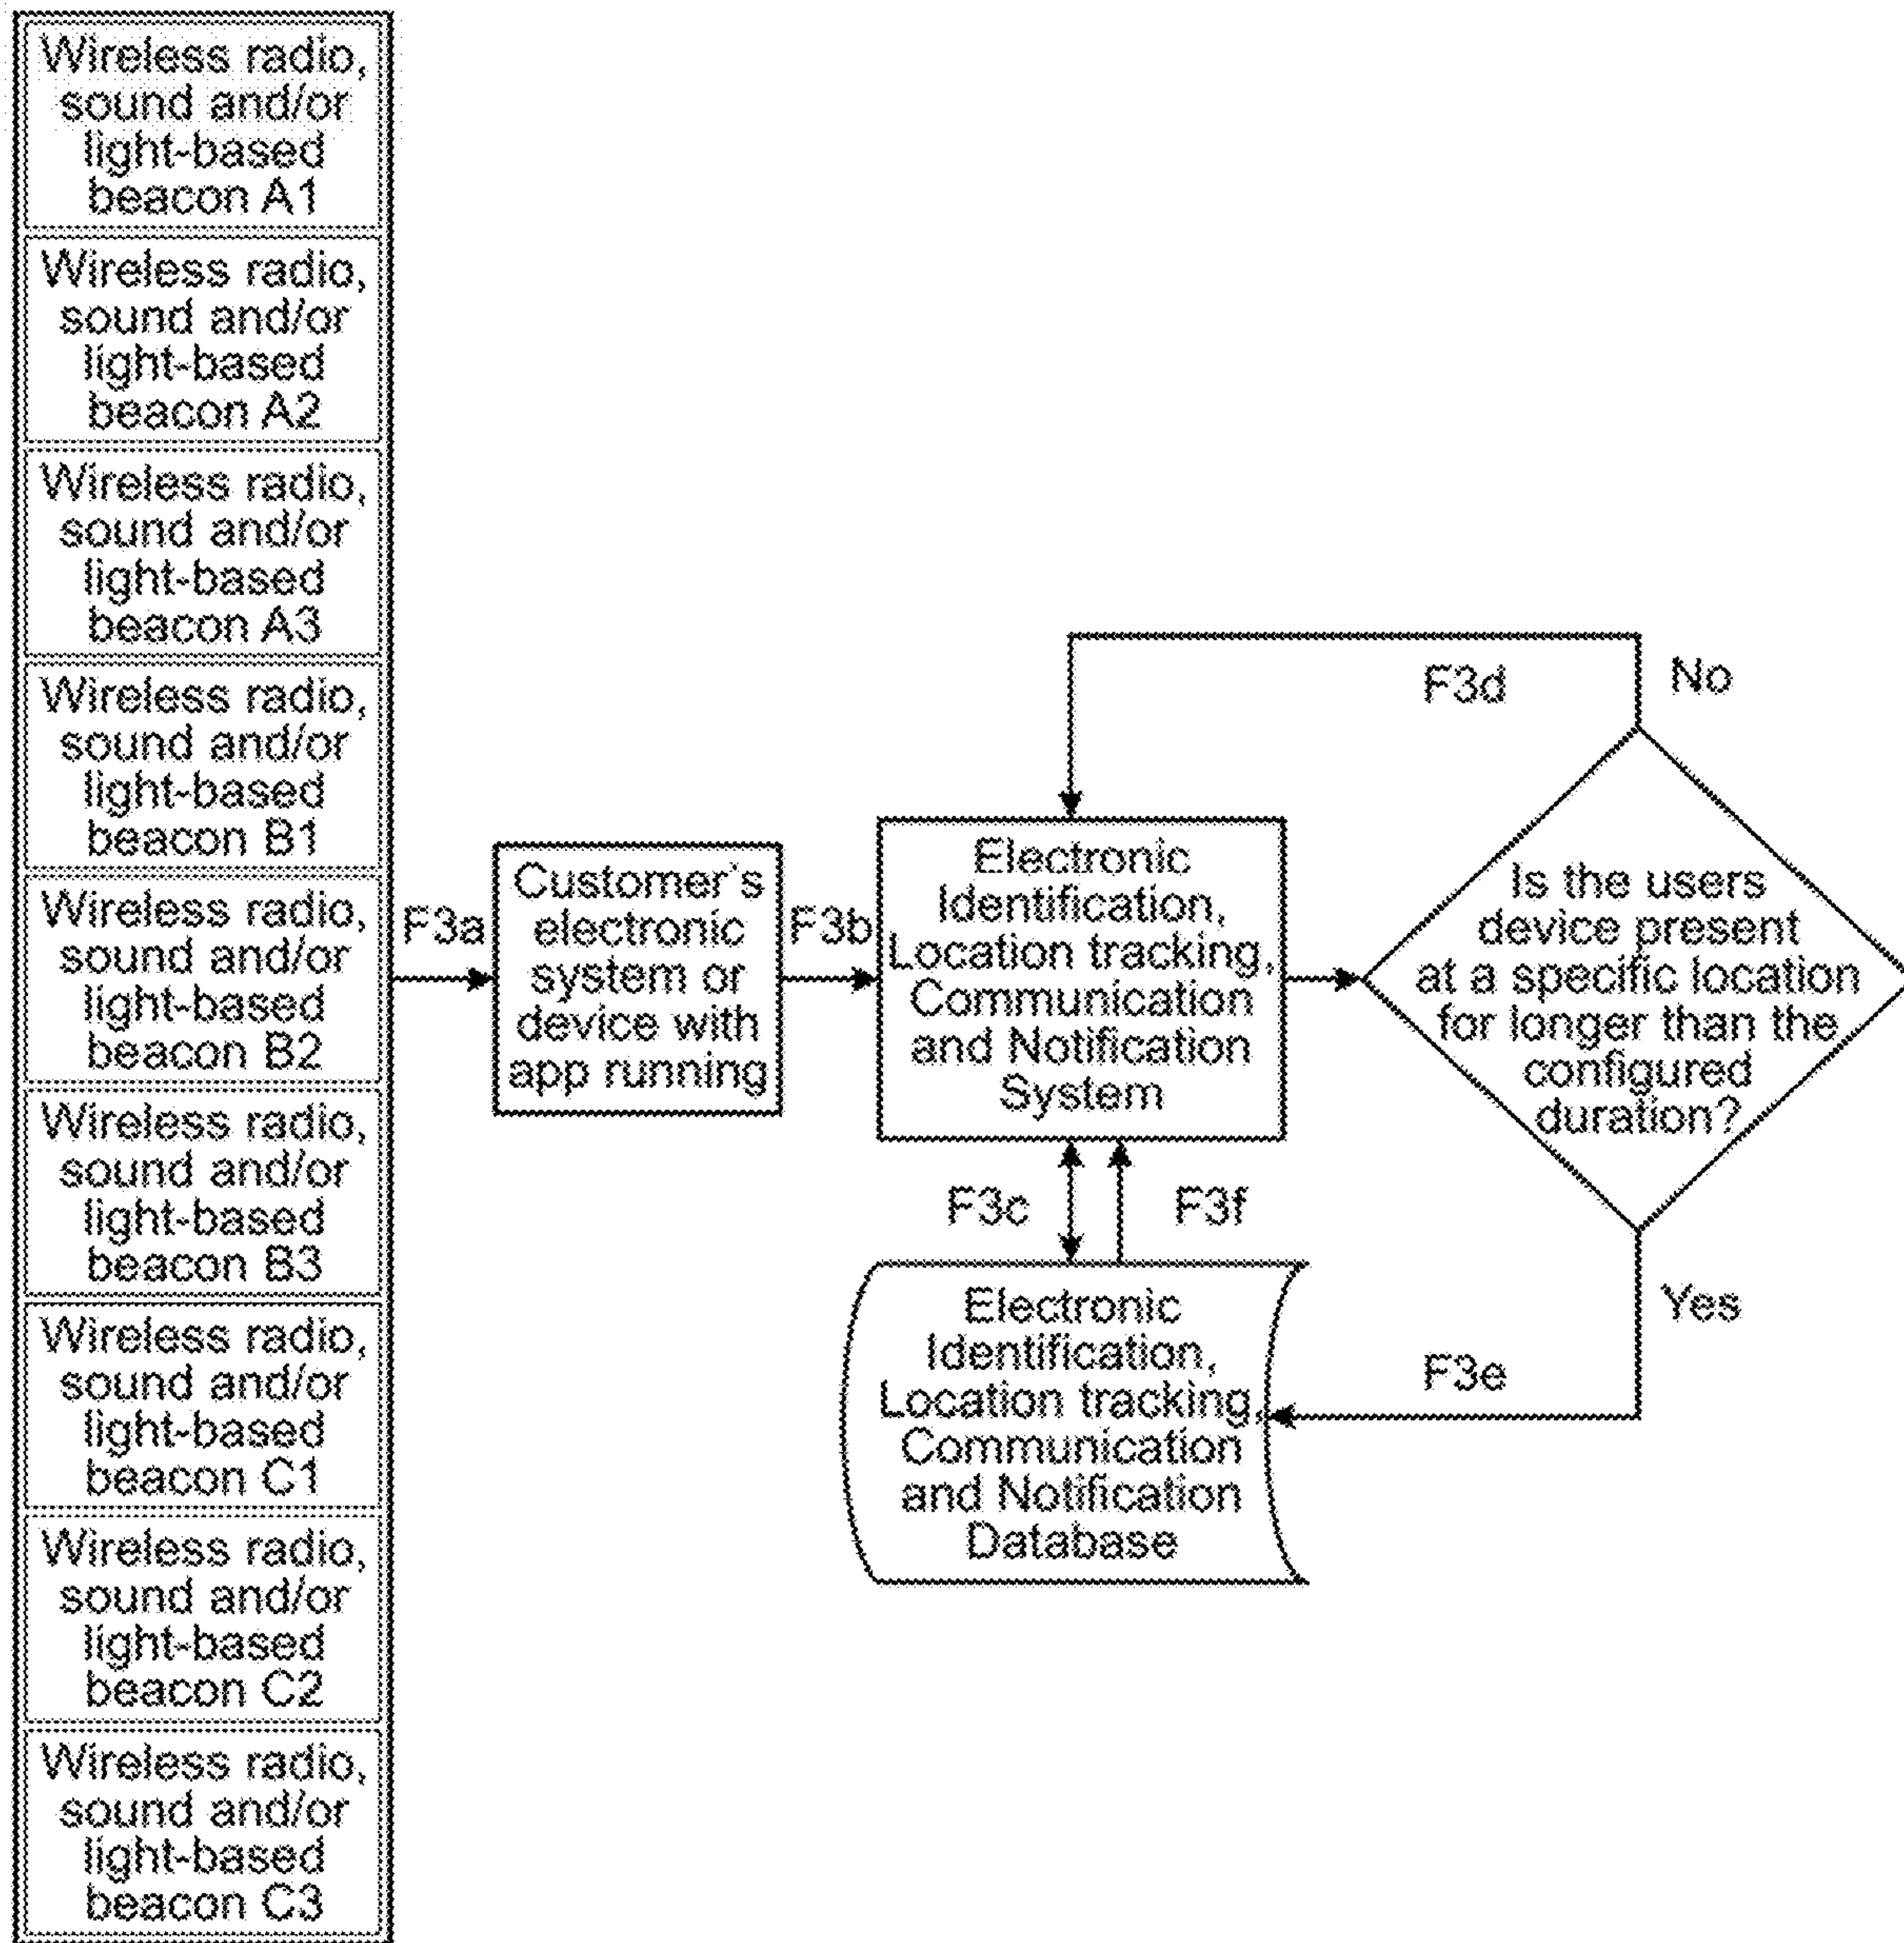 Wireless radio,
sound and/or
light-based
beacon A1
Wireless radio,
sound and/or
light-based
beacon A2
Wireless radio,
sound and/or
light-based
beacon A3
Wireless radio,
sound and/or
light-based
beacon B1
Wireless radio,
sound and/or
light-based
beacon B2
Wireless radio,
sound and/or
light-based
beacon B3
Wireless radio,
sound and/or
light-based
beacon C1
Wireless radio,
sound and/or
light-based
beacon C2
Wireless radio,
sound and/or
light-based
beacon C3
F3a
Customer's
electronic
system or
device with
app running
F3b
Electronic
Identification,
Location tracking,
Communication
and Notification
System
F3d
No
Is the users
device present
at a specific location
for longer than the
configured
duration?
F3c
F3f
Yes
F3e
Electronic
Identification,
Location tracking,
Communication
and Notification
Database